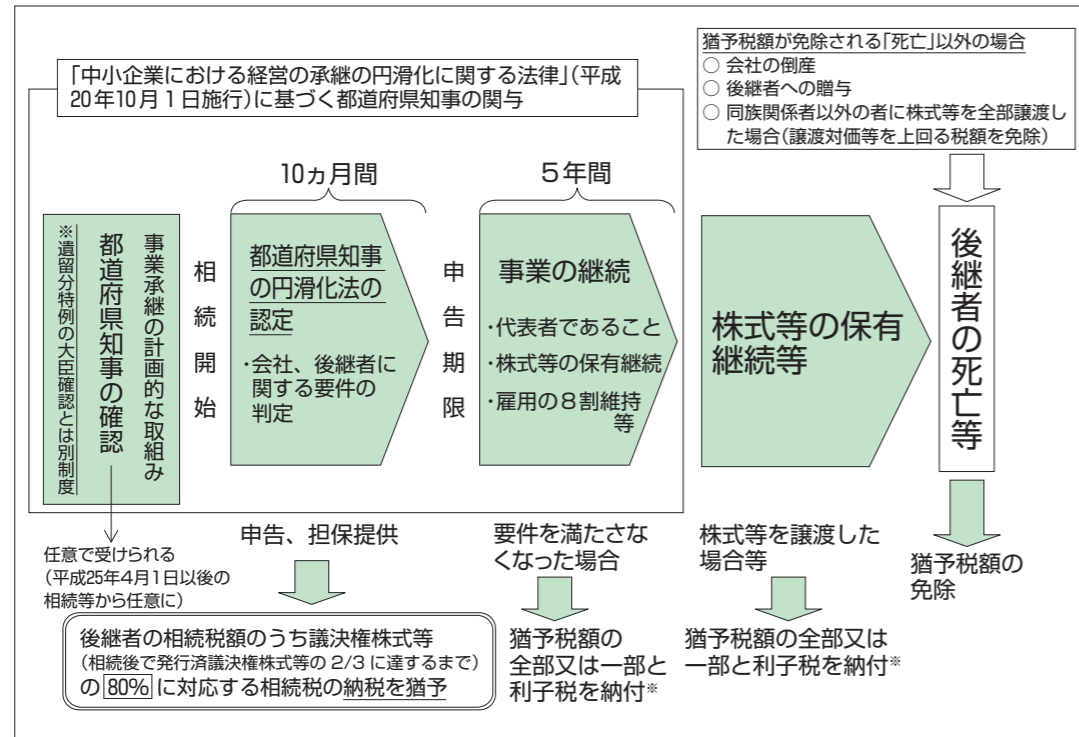 「中小企業における経営の承継の円滑化に関する法律」(平成
20年10月1日施行)に基づく都道府県知事の関与
猶予税額が免除される「死亡」以外の場合
○ 会社の倒産
○ 後継者への贈与
○ 同族関係者以外の者に株式等を全部譲渡し
た場合(譲渡対価等を上回る税額を免除)
10ヵ月間
5年間
事業承継の計画的な取組み
都道府県知事の確認
※遺留分特例の大臣確認とは別制度
相続開始
都道府県知事
の円滑化法の
認定
・会社、後継者に
関する要件の
判定
申告期限
事業の継続
・代表者であること
・株式等の保有継続
・雇用の8割維持
等
株式等の保有
継続等
後継者の死亡等
任意で受けられる
(平成25年4月1日以後の
相続等から任意に)
申告、担保提供
後継者の相続税額のうち議決権株式等
(相続後で発行済議決権株式等の 2/3 に達するまで)
の 80% に対応する相続税の納税を猶予
要件を満たさな
くなった場合
猶予税額の
全部又は一部と
利子税を納付※
株式等を譲渡した
場合等
猶予税額の全部又は
一部と利子税を納付※
猶予税額の
免除